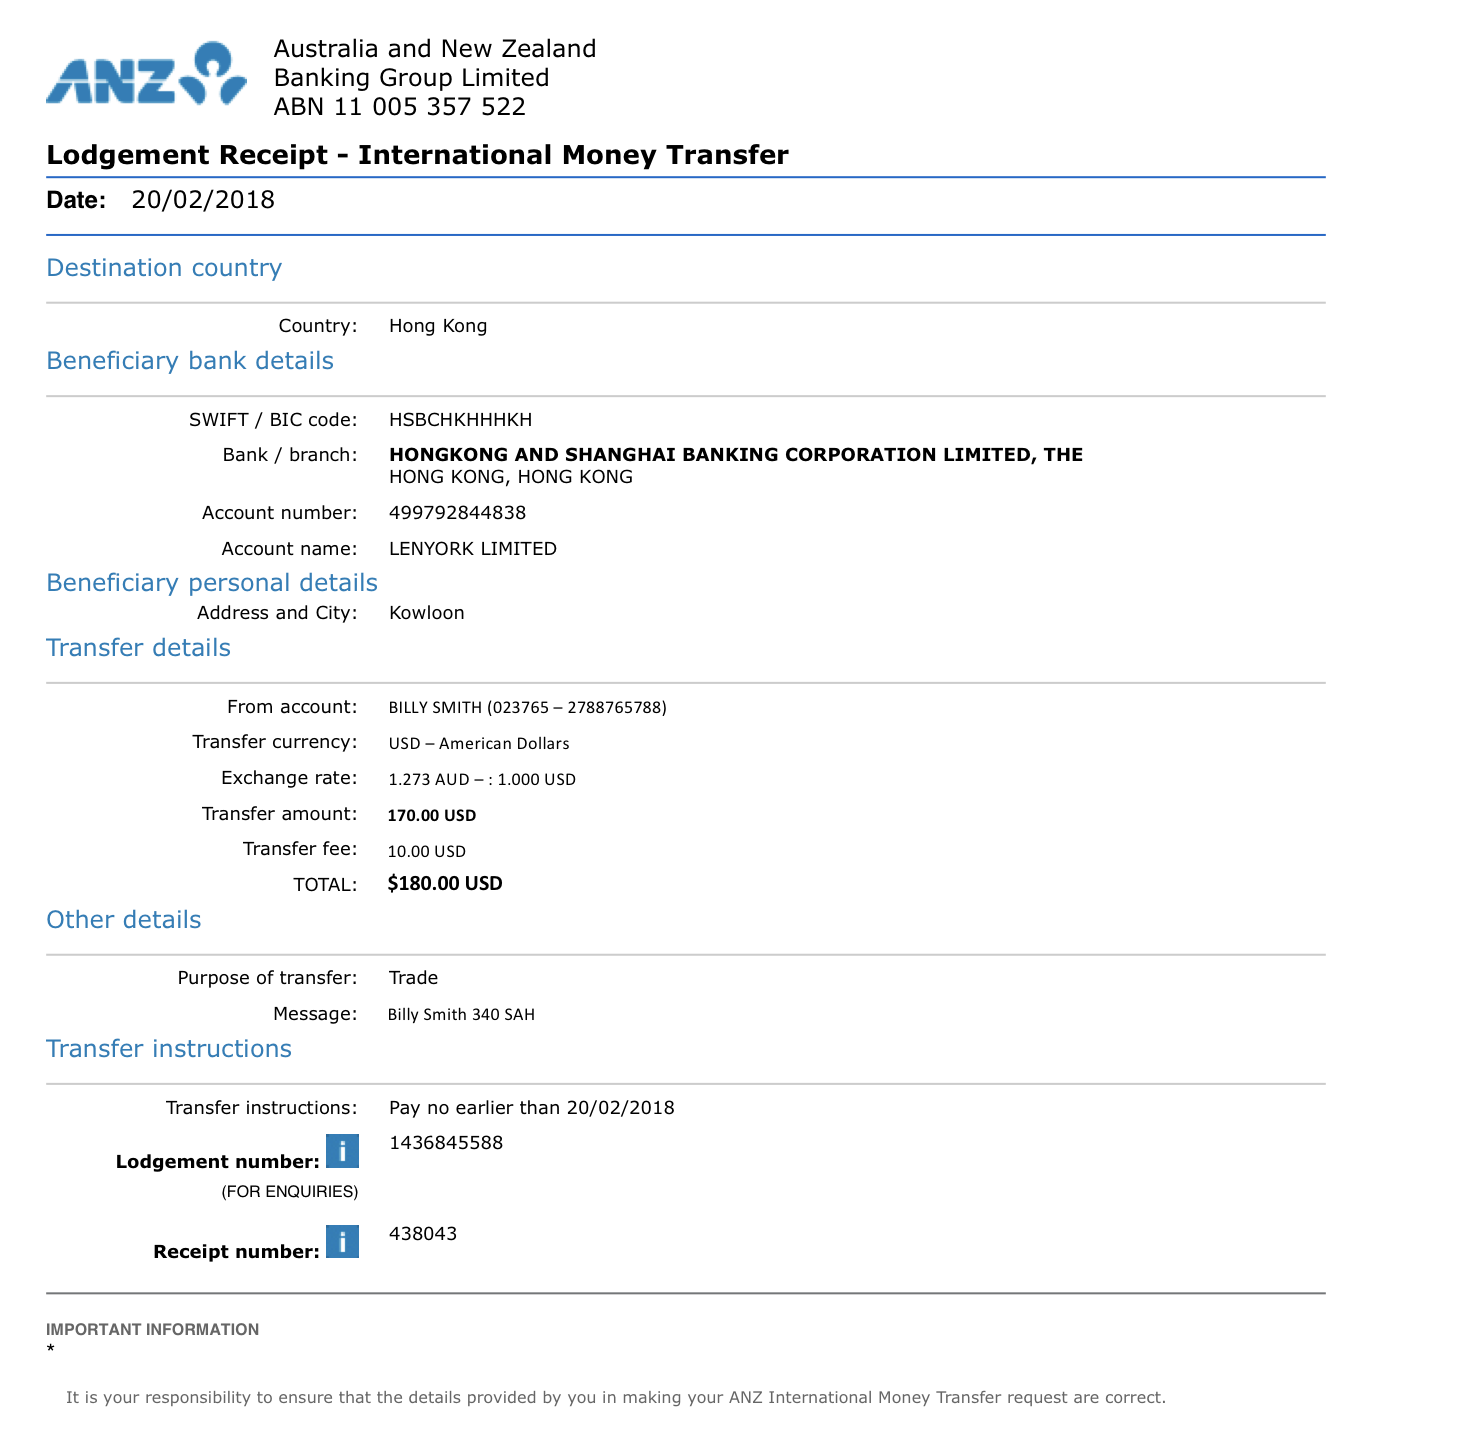 ANZ
Australia and New Zealand
Banking Group Limited
ABN 11 005 357 522
Lodgement Receipt - International Money Transfer
Date: 20/02/2018
Destination country
Country: Hong Kong
Beneficiary bank details
SWIFT / BIC code: HSBCHKHHHKH
Bank / branch: HONGKONG AND SHANGHAI BANKING CORPORATION LIMITED, THE
HONG KONG, HONG KONG
Account number: 499792844838
Account name: LENYORK LIMITED
Beneficiary personal details
Address and City: Kowloon
Transfer details
From account: BILLY SMITH (023765 – 2788765788)
Transfer currency: USD – American Dollars
Exchange rate: 1.273 AUD – : 1.000 USD
Transfer amount: 170.00 USD
Transfer fee: 10.00 USD
TOTAL: $180.00 USD
Other details
Purpose of transfer: Trade
Message: Billy Smith 340 SAH
Transfer instructions
Transfer instructions: Pay no earlier than 20/02/2018
Lodgement number: i 1436845588
(FOR ENQUIRIES)
Receipt number: i 438043
IMPORTANT INFORMATION
*
It is your responsibility to ensure that the details provided by you in making your ANZ International Money Transfer request are correct.